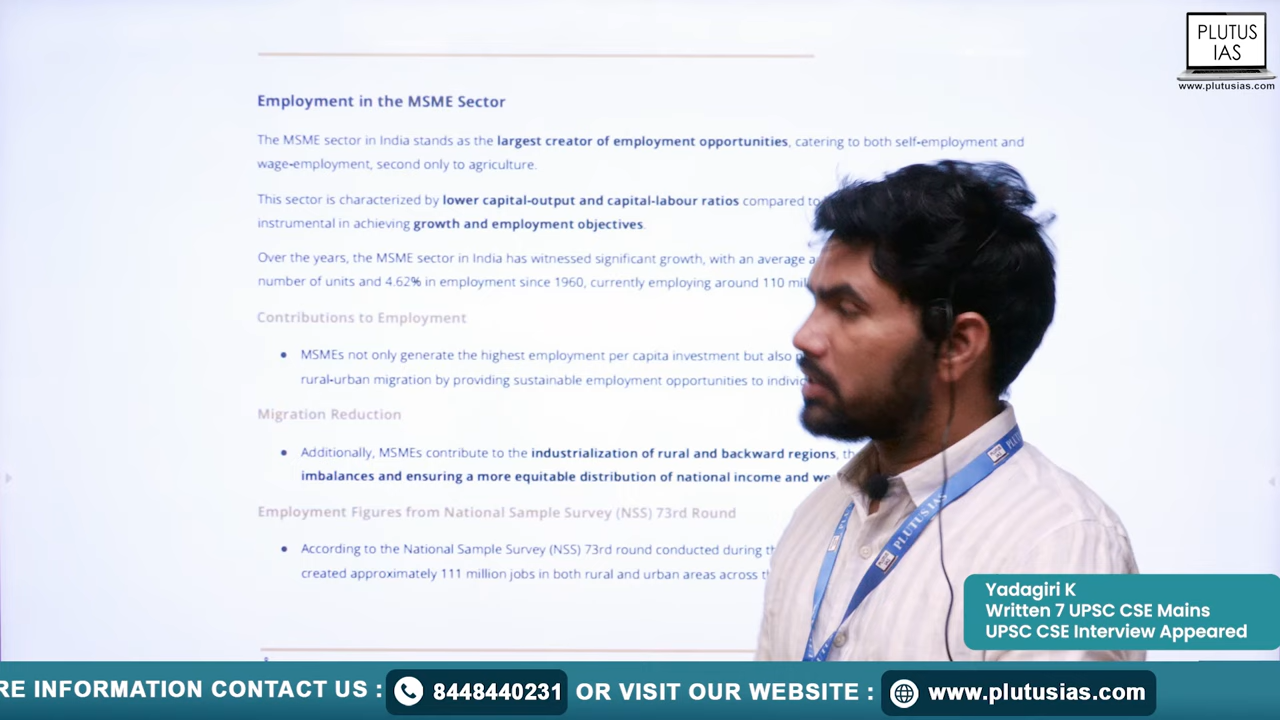 PLUTUS
IAS
www.plutusias.com
Employment in the MSME Sector
The MSME sector in India stands as the largest creator of employment opportunities, catering to both self-employment and
wage-employment, second only to agriculture.
This sector is characterized by lower capital-output and capital-labour ratios compared to
instrumental in achieving growth and employment objectives.
Over the years, the MSME sector in India has witnessed significant growth, with an average
number of units and 4.62% in employment since 1960, currently employing around 110
Contributions to Employment
• MSMEs not only generate the highest employment per capita investment but also
rural-urban migration by providing sustainable employment opportunities to
Migration Reduction
• Additionally, MSMEs contribute to the industrialization of rural and backward regions,
imbalances and ensuring a more equitable distribution of national income and
Employment Figures from National Sample Survey (NSS) 73rd Round
• According to the National Sample Survey (NSS) 73rd round conducted during
created approximately 111 million jobs in both rural and urban areas across
PLUTUS IAS
Yadagiri K
Written 7 UPSC CSE Mains
UPSC CSE Interview Appeared
RE INFORMATION CONTACT US : 8448440231 OR VISIT OUR WEBSITE : www.plutusias.com